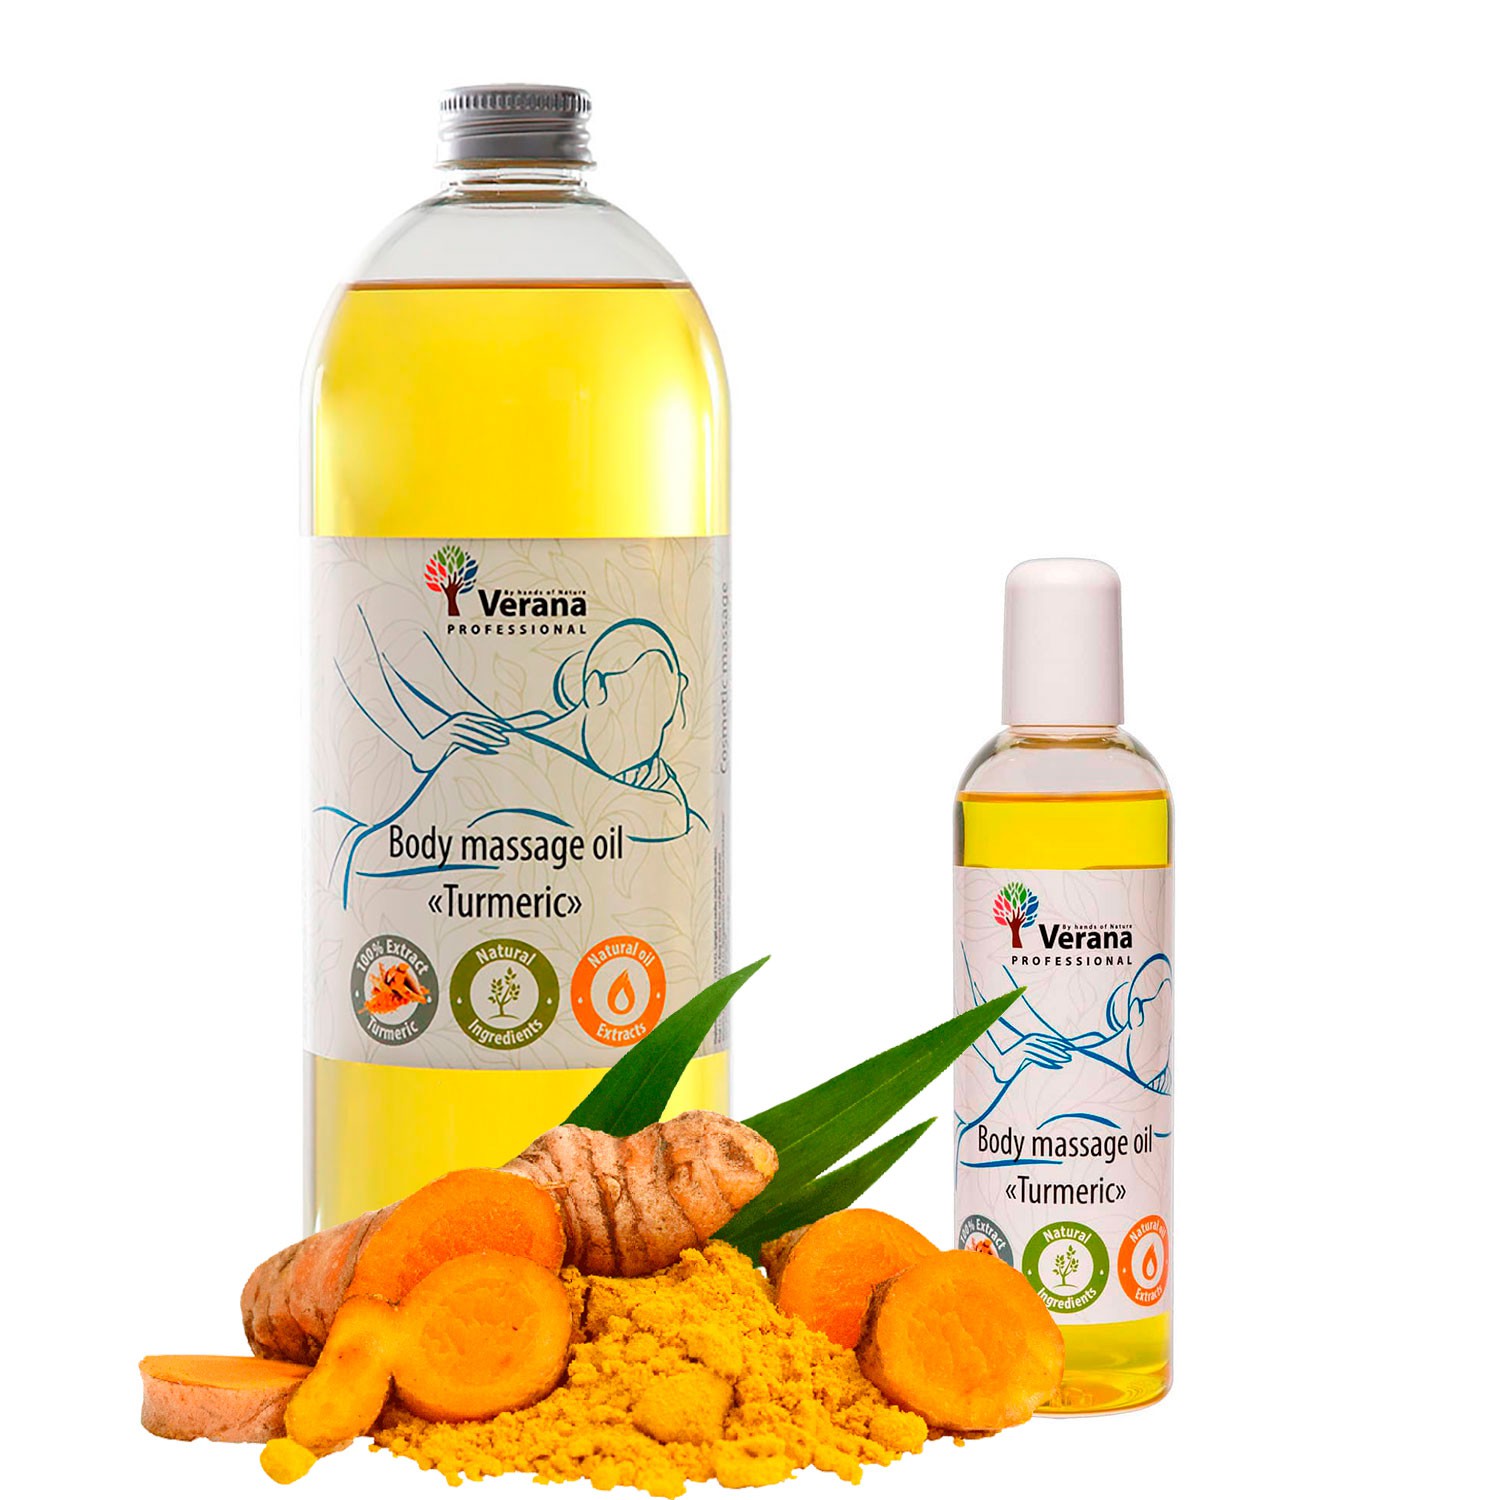 By hands of Nature
Verana
PROFESSIONAL
Cosmetic massage
Body massage oil
«Turmeric»
100% Extract
Turmeric
Natural
Ingredients
Natural oil
Extracts
By hands of Nature
Verana
PROFESSIONAL
Body massage oil
«Turmeric»
100% Extract
Natural
Ingredients
Natural oil
Extracts